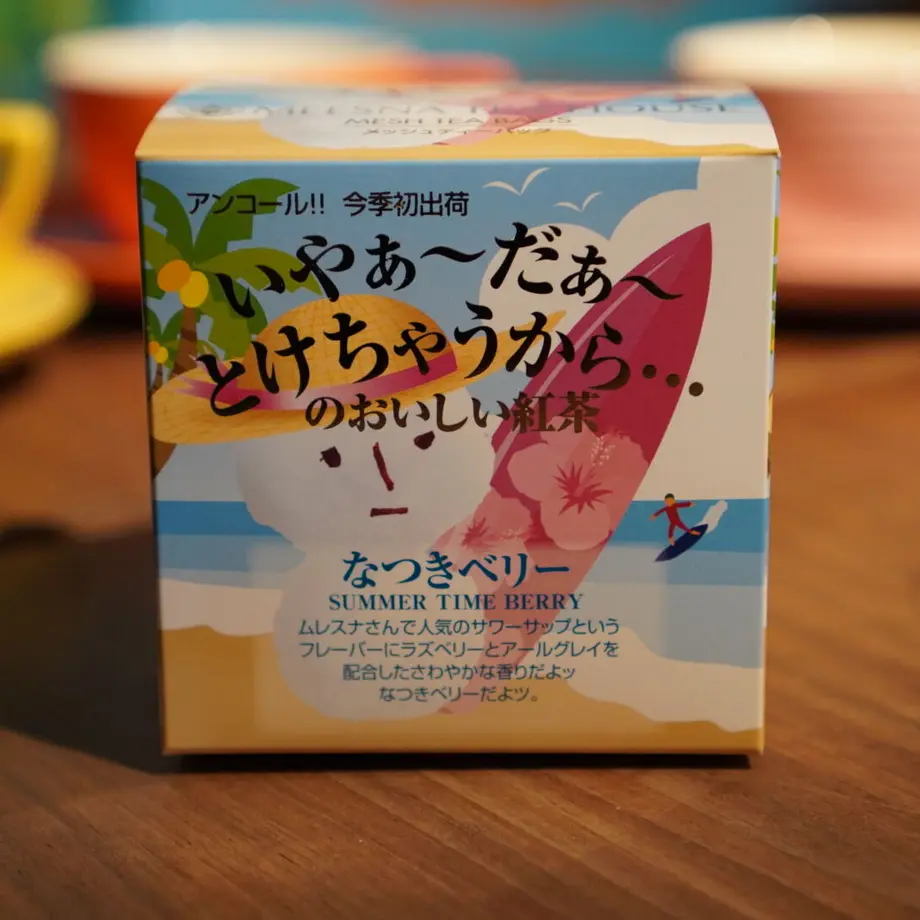 MLESNA TEA HOUSE
MESH TEA BAGS
メッシュティーバッグ
アンコール!! 今季初出荷
いやぁ〜だぁ〜
とけちゃうから…
のおいしい紅茶
なつきベリー
SUMMER TIME BERRY
ムレスナさんで人気のサワーサップという
フレーバーにラズベリーとアールグレイを
配合したさわやかな香りだよッ
なつきベリーだよッ。